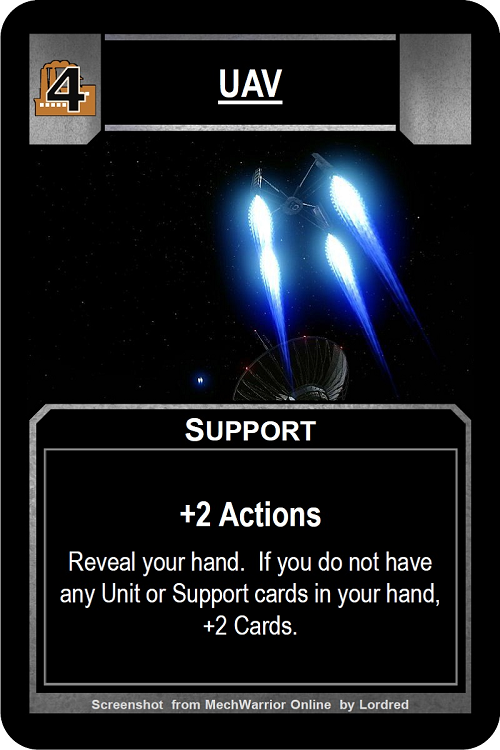 4
UAV
SUPPORT
+2 Actions
Reveal your hand. If you do not have
any Unit or Support cards in your hand,
+2 Cards.
Screenshot from MechWarrior Online by Lordred